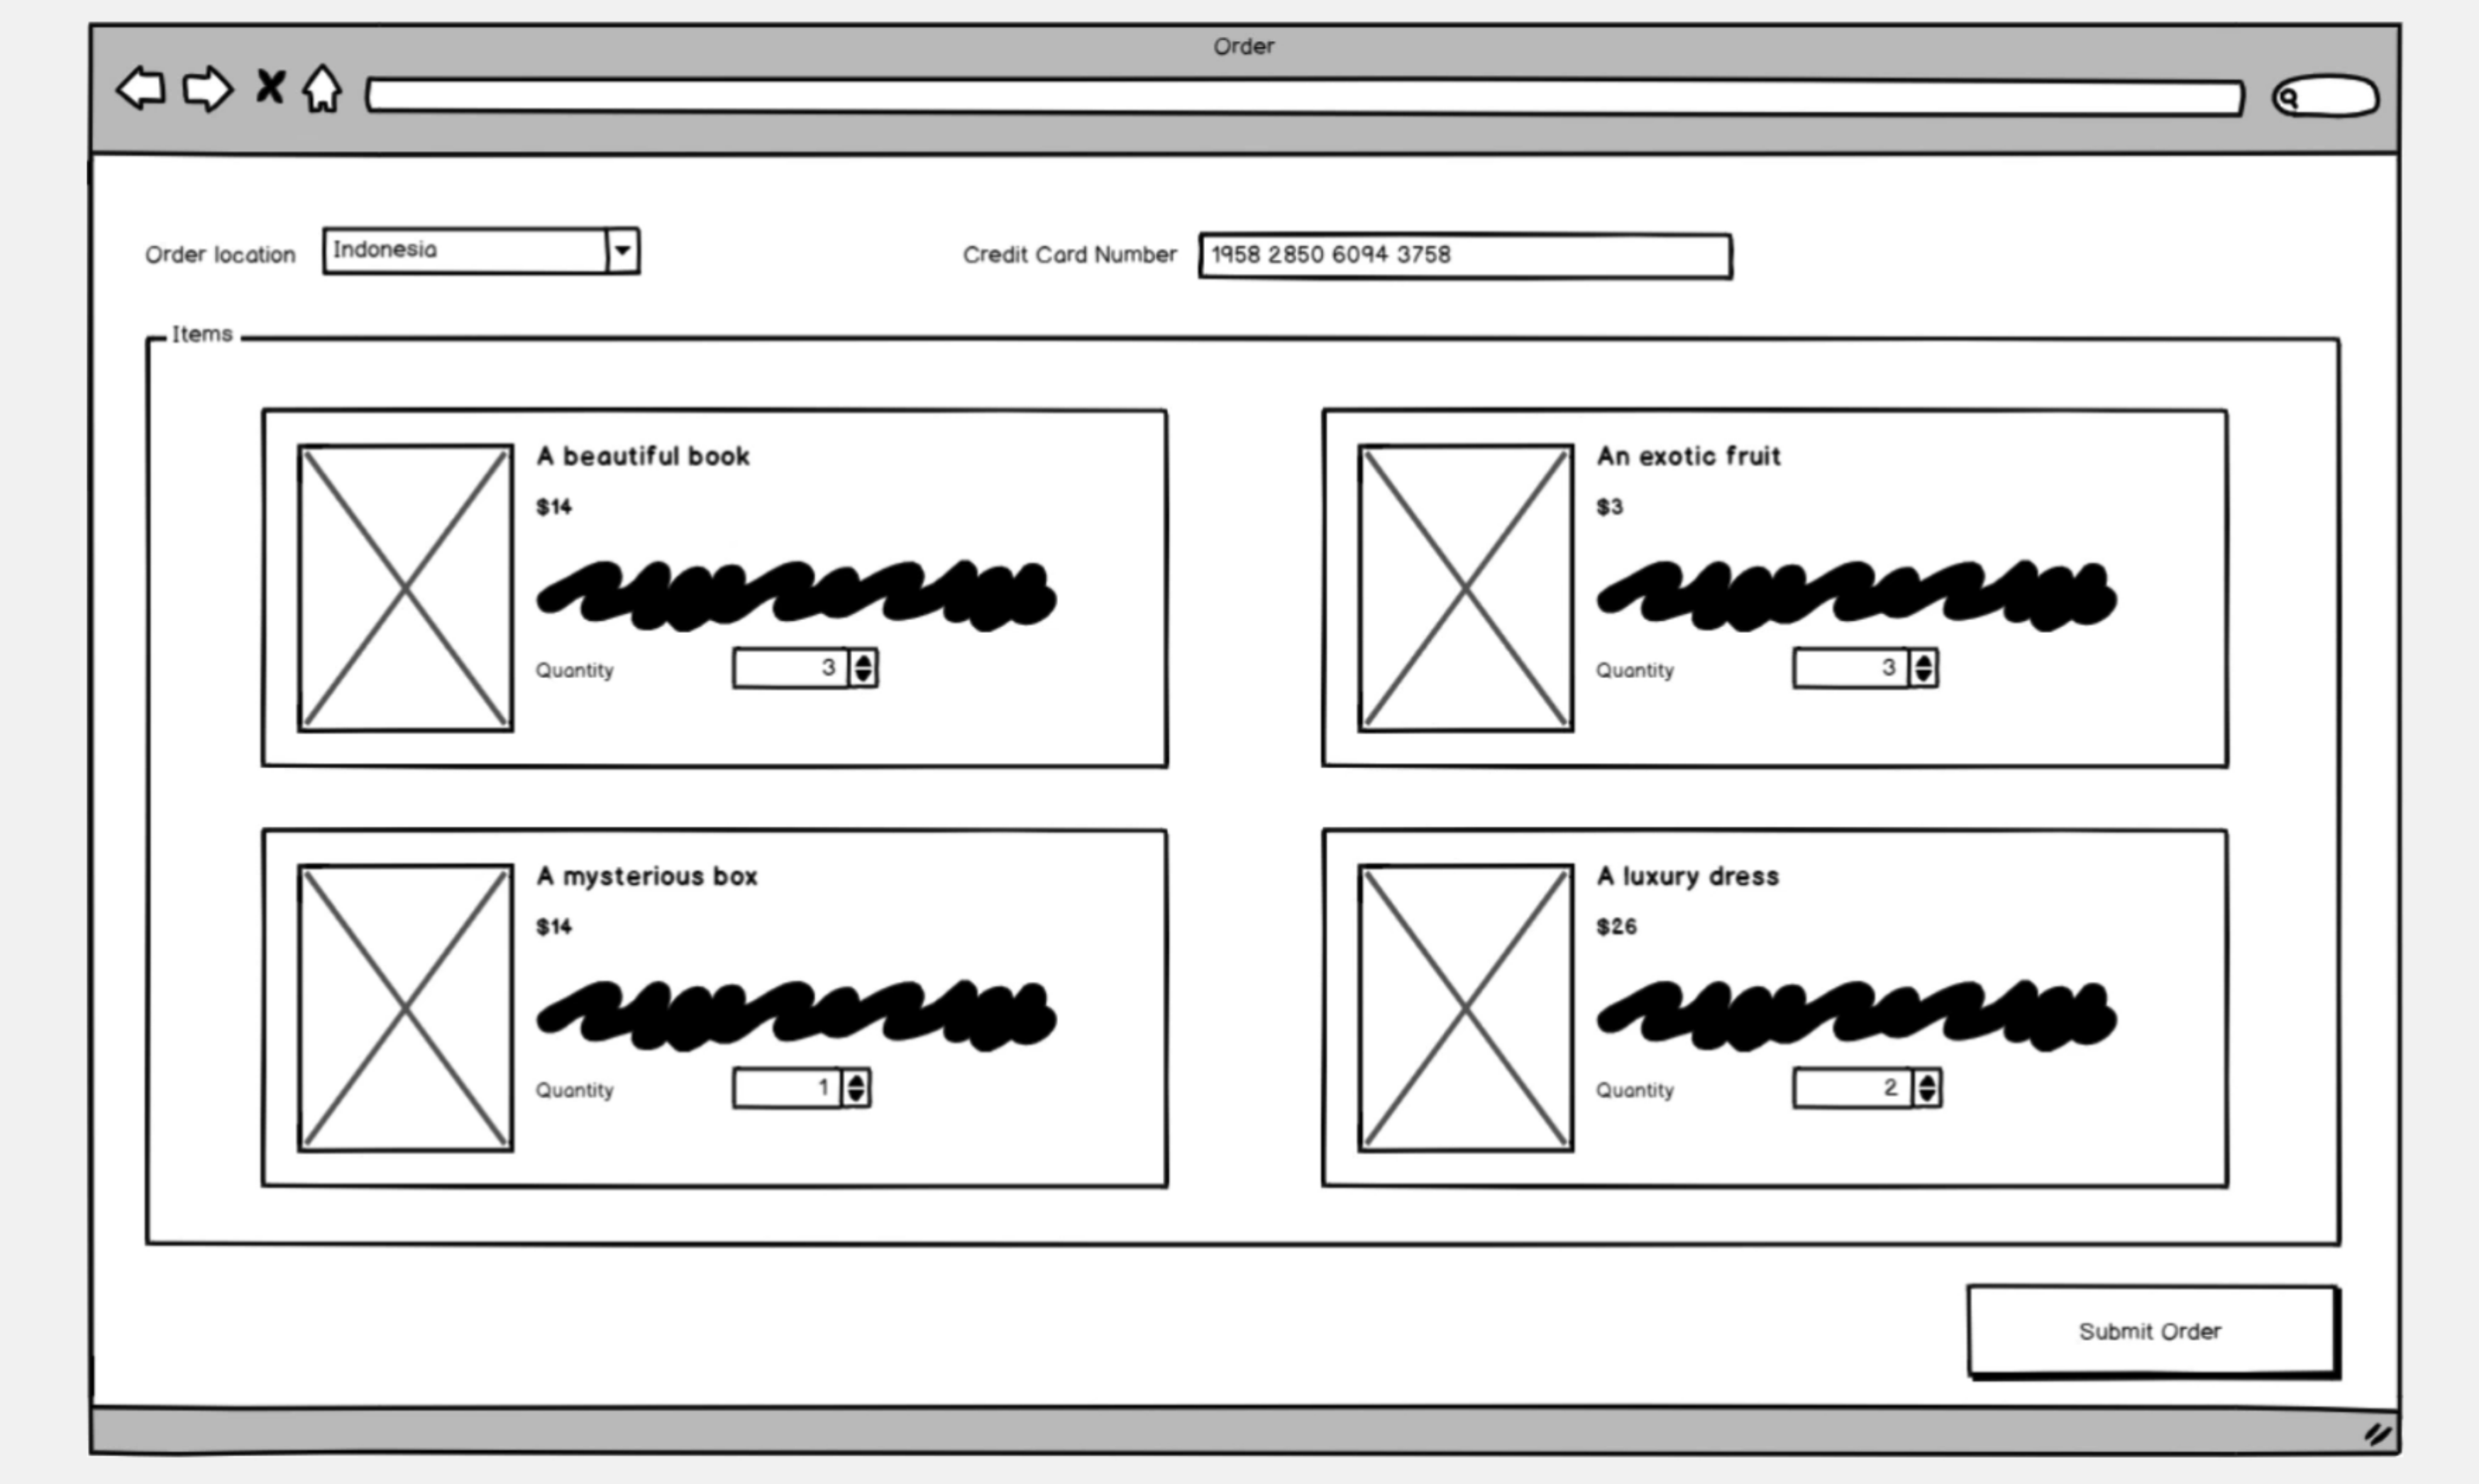 Order
Order location Indonesia
Credit Card Number 1958 2850 6094 3758
Items
A beautiful book
$14
Quantity 3
An exotic fruit
$3
Quantity 3
A mysterious box
$14
Quantity 1
A luxury dress
$26
Quantity 2
Submit Order